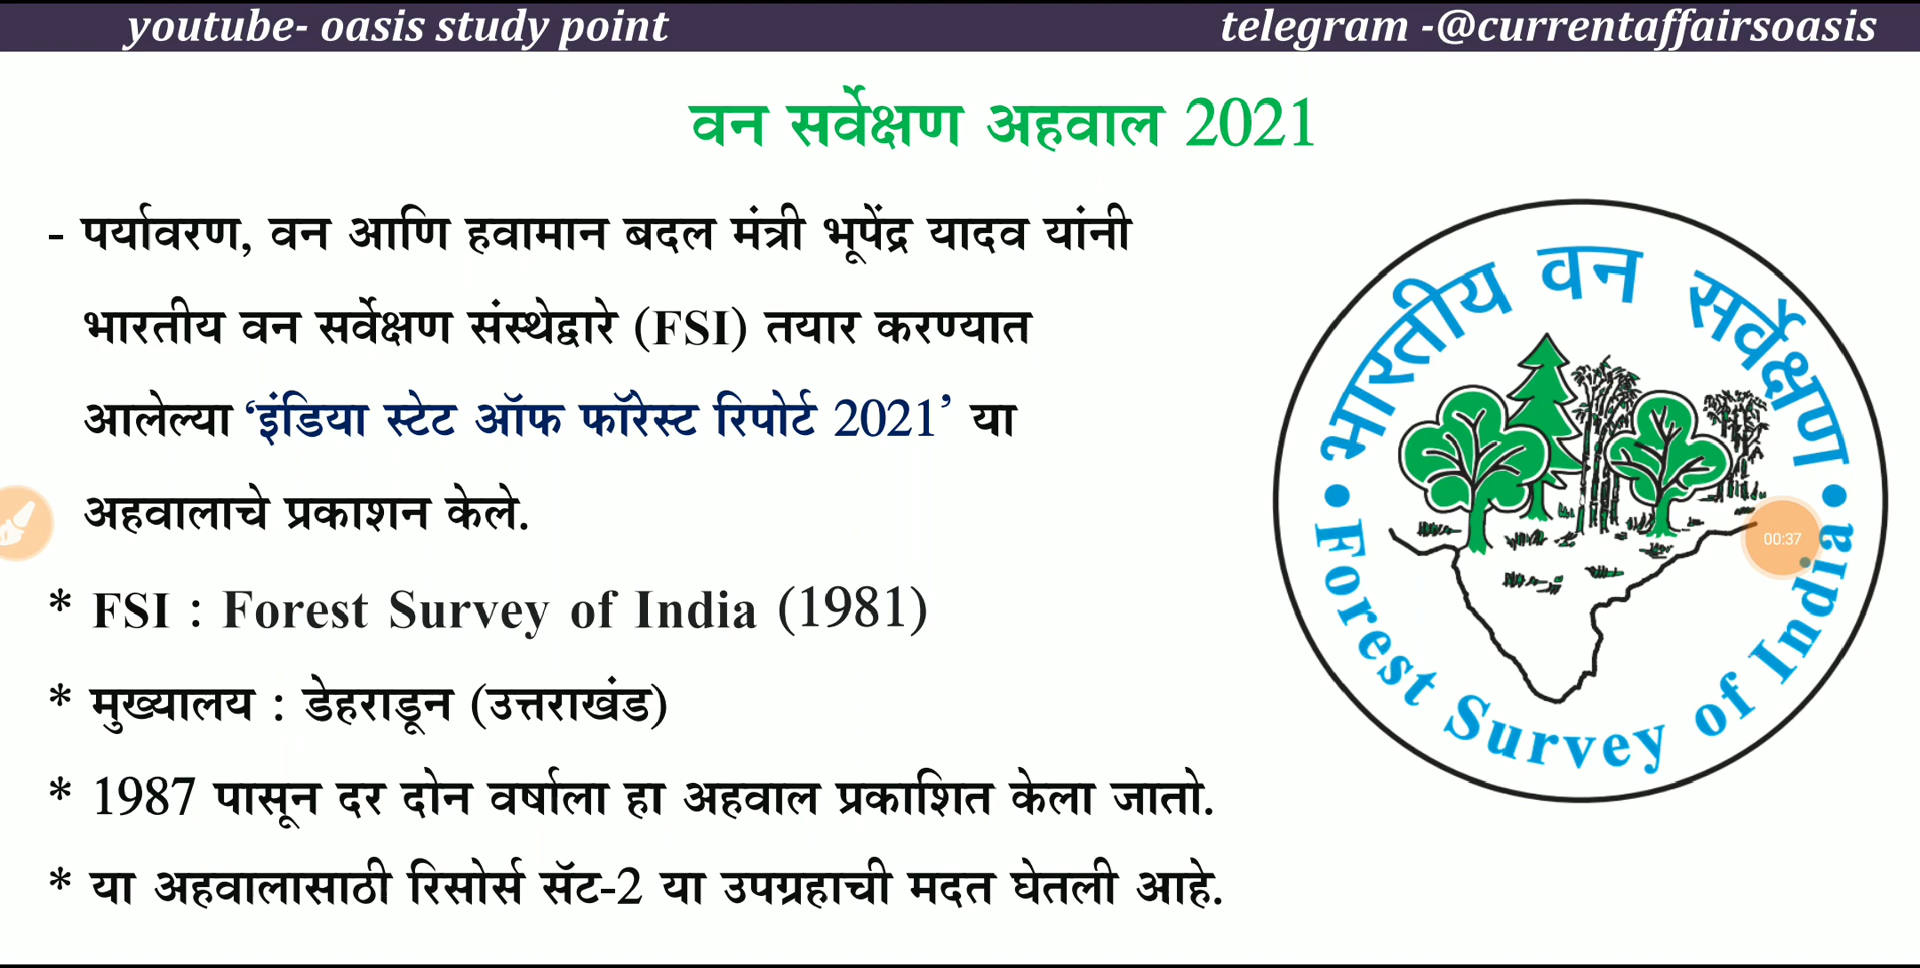 youtube- oasis study point
telegram -@currentaffairsoasis
वन सर्वेक्षण अहवाल 2021
- पर्यावरण, वन आणि हवामान बदल मंत्री भूपेंद्र यादव यांनी
भारतीय वन सर्वेक्षण संस्थेद्वारे (FSI) तयार करण्यात
आलेल्या ‘इंडिया स्टेट ऑफ फॉरेस्ट रिपोर्ट 2021’ या
अहवालाचे प्रकाशन केले.
* FSI : Forest Survey of India (1981)
* मुख्यालय : डेहराडून (उत्तराखंड)
* 1987 पासून दर दोन वर्षाला हा अहवाल प्रकाशित केला जातो.
* या अहवालासाठी रिसोर्स सॅट-2 या उपग्रहाची मदत घेतली आहे.
भारतीय वन सर्वेक्षण
Forest Survey of India
00:37